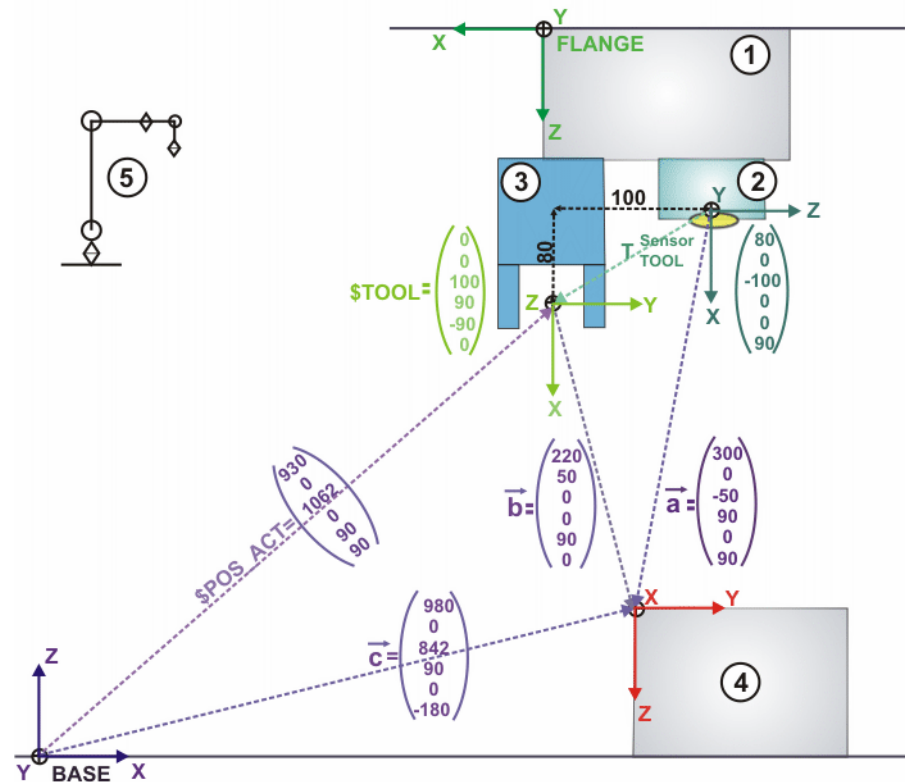 Y
X
FLANGE
1
Z
5
3
2
100
Y
Z
80
T Sensor
TOOL
X
$TOOL=
0
0
100
90
-90
0
80
0
-100
0
0
90
Z
Y
X
$POS_ACT=
930
0
1062
0
90
90
b=
220
50
0
0
90
0
a=
300
0
-50
90
0
90
c=
980
0
842
90
0
-180
X
Y
Z
4
Z
Y
BASE
X